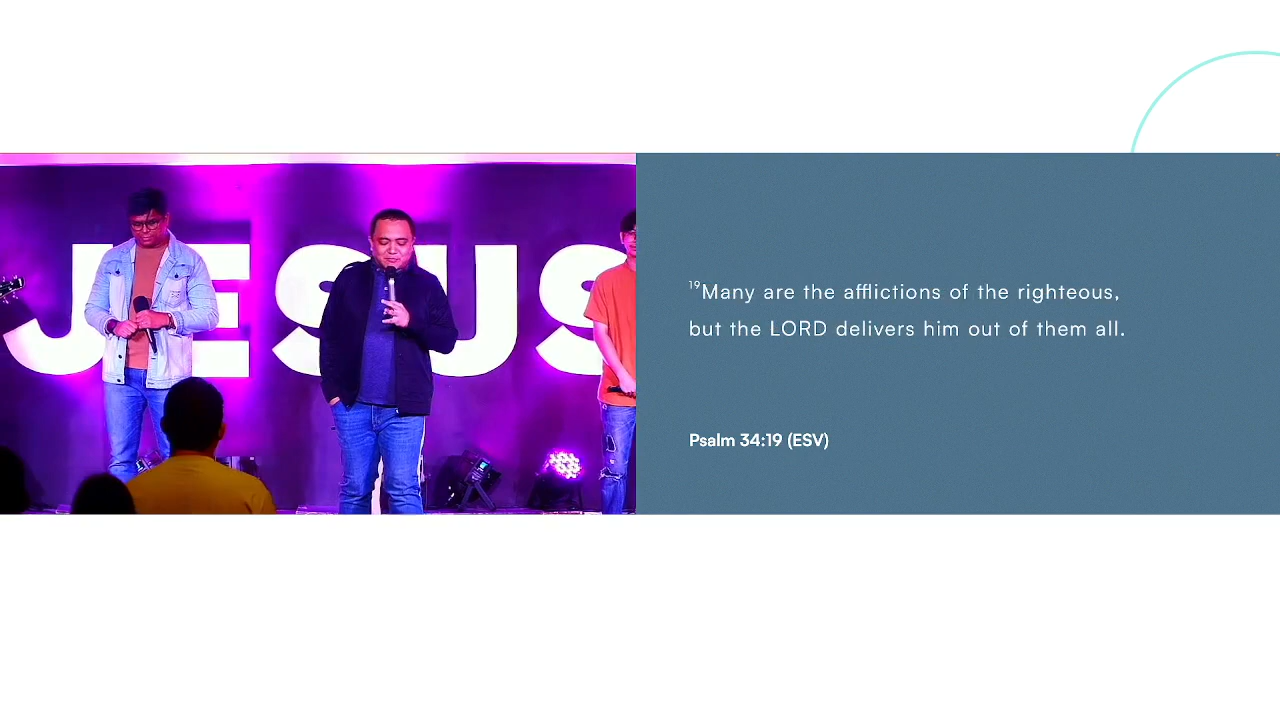 JESUS
¹⁹Many are the afflictions of the righteous,
but the LORD delivers him out of them all.
Psalm 34:19 (ESV)